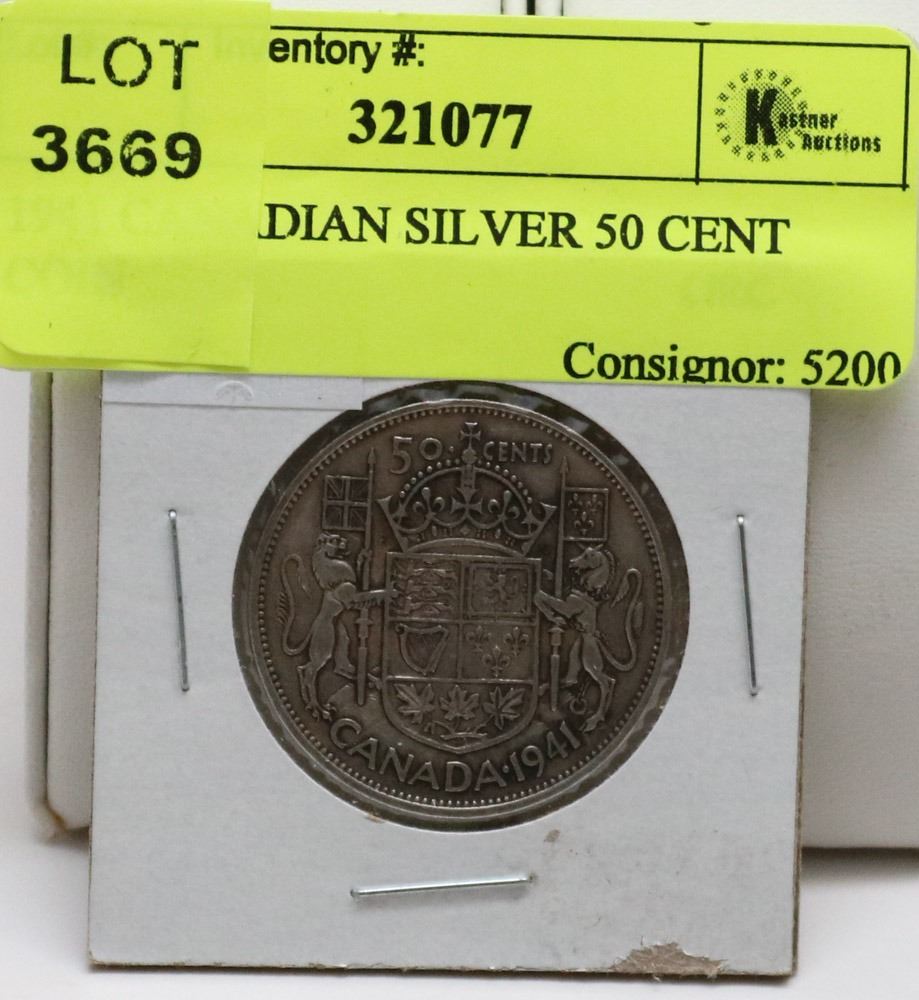 LOT
3669
entory #:
321077
Kastner
Auctions
DIAN SILVER 50 CENT
Consignor: 5200
50 CENTS
CANADA·1941